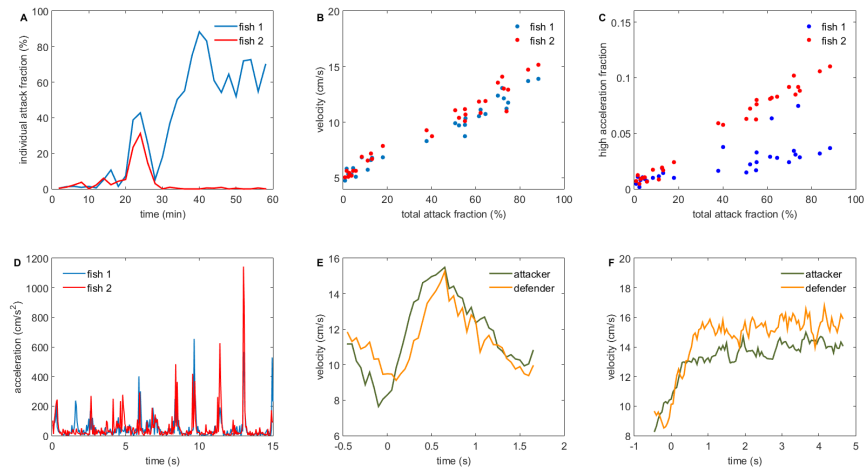 A
individual attack fraction (%)
100
80
60
40
20
0
fish 1
fish 2
0 10 20 30 40 50 60
time (min)
B
velocity (cm/s)
20
15
10
5
fish 1
fish 2
0 20 40 60 80 100
total attack fraction (%)
C
high acceleration fraction
0.15
0.1
0.05
0
fish 1
fish 2
0 20 40 60 80 100
total attack fraction (%)
D
acceleration (cm/s²)
1200
1000
800
600
400
200
0
fish 1
fish 2
0 5 10 15
time (s)
E
velocity (cm/s)
16
14
12
10
8
6
attacker
defender
-0.5 0 0.5 1 1.5 2
time (s)
F
velocity (cm/s)
20
18
16
14
12
10
8
attacker
defender
-1 0 1 2 3 4 5
time (s)